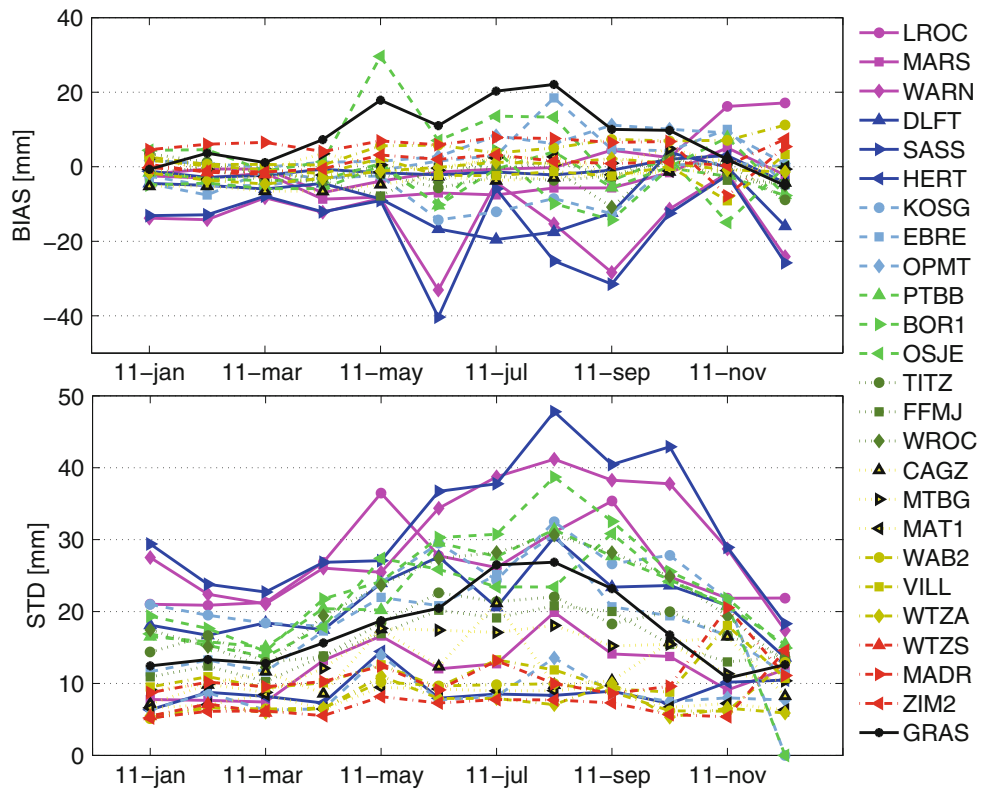 40
20
0
−20
−40
BIAS [mm]
11−jan 11−mar 11−may 11−jul 11−sep 11−nov
50
40
30
20
10
0
STD [mm]
11−jan 11−mar 11−may 11−jul 11−sep 11−nov
LROC
MARS
WARN
DLFT
SASS
HERT
KOSG
EBRE
OPMT
PTBB
BOR1
OSJE
TITZ
FFMJ
WROC
CAGZ
MTBG
MAT1
WAB2
VILL
WTZA
WTZS
MADR
ZIM2
GRAS